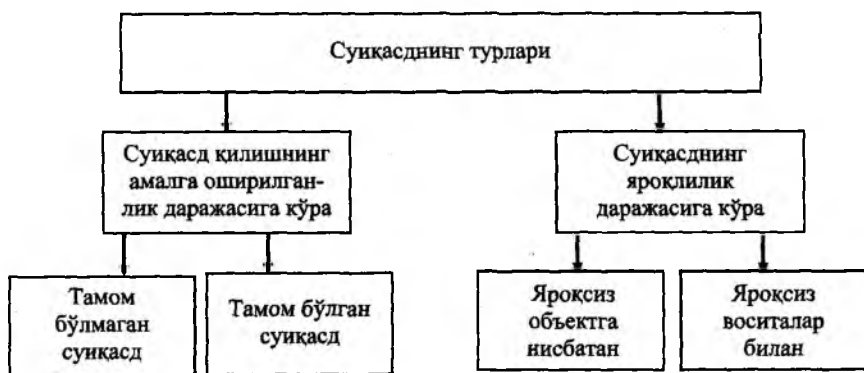 Суиқасднинг турлари
Суиқасд қилишнинг
амалга оширилган-
лик даражасига кўра
Суиқасднинг
яроқлилик
даражасига кўра
Тамом
бўлмаган
суиқасд
Тамом бўлган
суиқасд
Яроқсиз
объектга
нисбатан
Яроқсиз
воситалар
билан